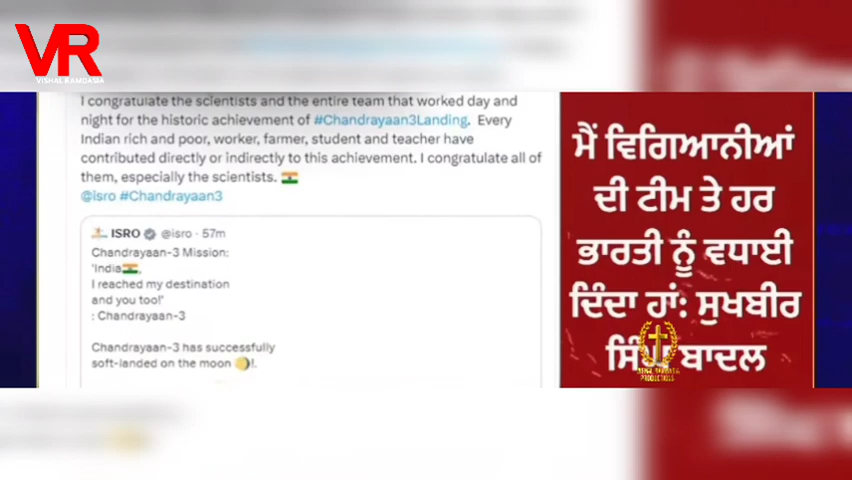 VR
VISHAL RAMDASIA
I congratulate the scientists and the entire team that worked day and
night for the historic achievement of #Chandrayaan3Landing. Every
Indian rich and poor, worker, farmer, student and teacher have
contributed directly or indirectly to this achievement. I congratulate all of
them, especially the scientists. 🇮🇳
@isro #Chandrayaan3
ISRO @isro · 57m
Chandrayaan-3 Mission:
'India🇮🇳,
I reached my destination
and you too!'
: Chandrayaan-3
Chandrayaan-3 has successfully
soft-landed on the moon 🌖!.
ਮੈਂ ਵਿਗਿਆਨੀਆਂ
ਦੀ ਟੀਮ ਤੇ ਹਰ
ਭਾਰਤੀ ਨੂੰ ਵਧਾਈ
ਦਿੰਦਾ ਹਾਂ: ਸੁਖਬੀਰ
ਸਿੰਘ ਬਾਦਲ
PRODUCTIONS